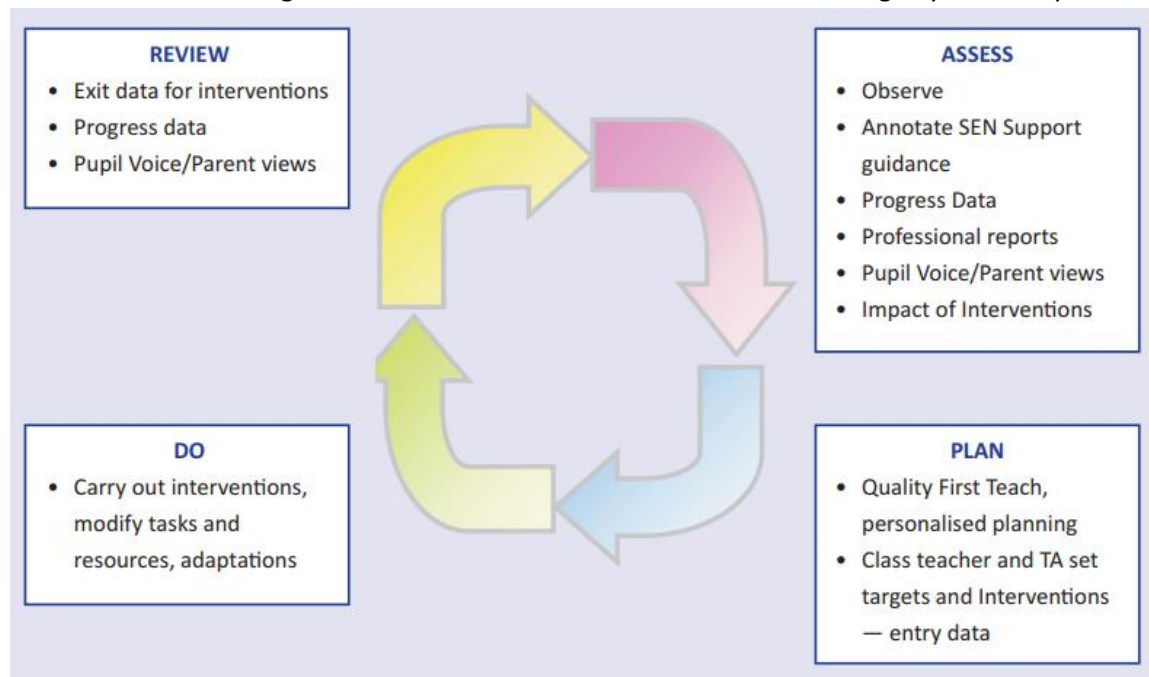 REVIEW
• Exit data for interventions
• Progress data
• Pupil Voice/Parent views
ASSESS
• Observe
• Annotate SEN Support
guidance
• Progress Data
• Professional reports
• Pupil Voice/Parent views
• Impact of Interventions
DO
• Carry out interventions,
modify tasks and
resources, adaptations
PLAN
• Quality First Teach,
personalised planning
• Class teacher and TA set
targets and Interventions
— entry data